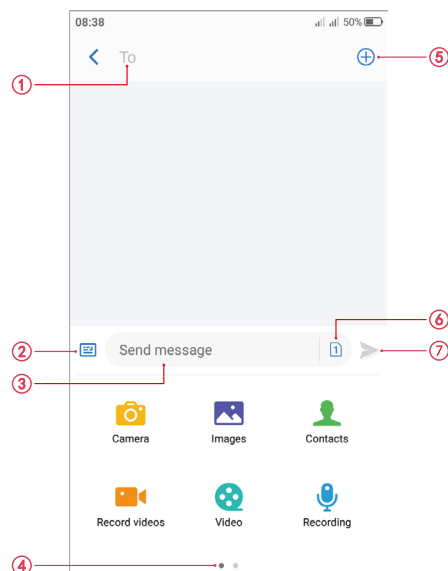 08:38 50%
To
⑤
①
⑥
② Send message 1 ⑦
③
Camera Images Contacts
Record videos Video Recording
④